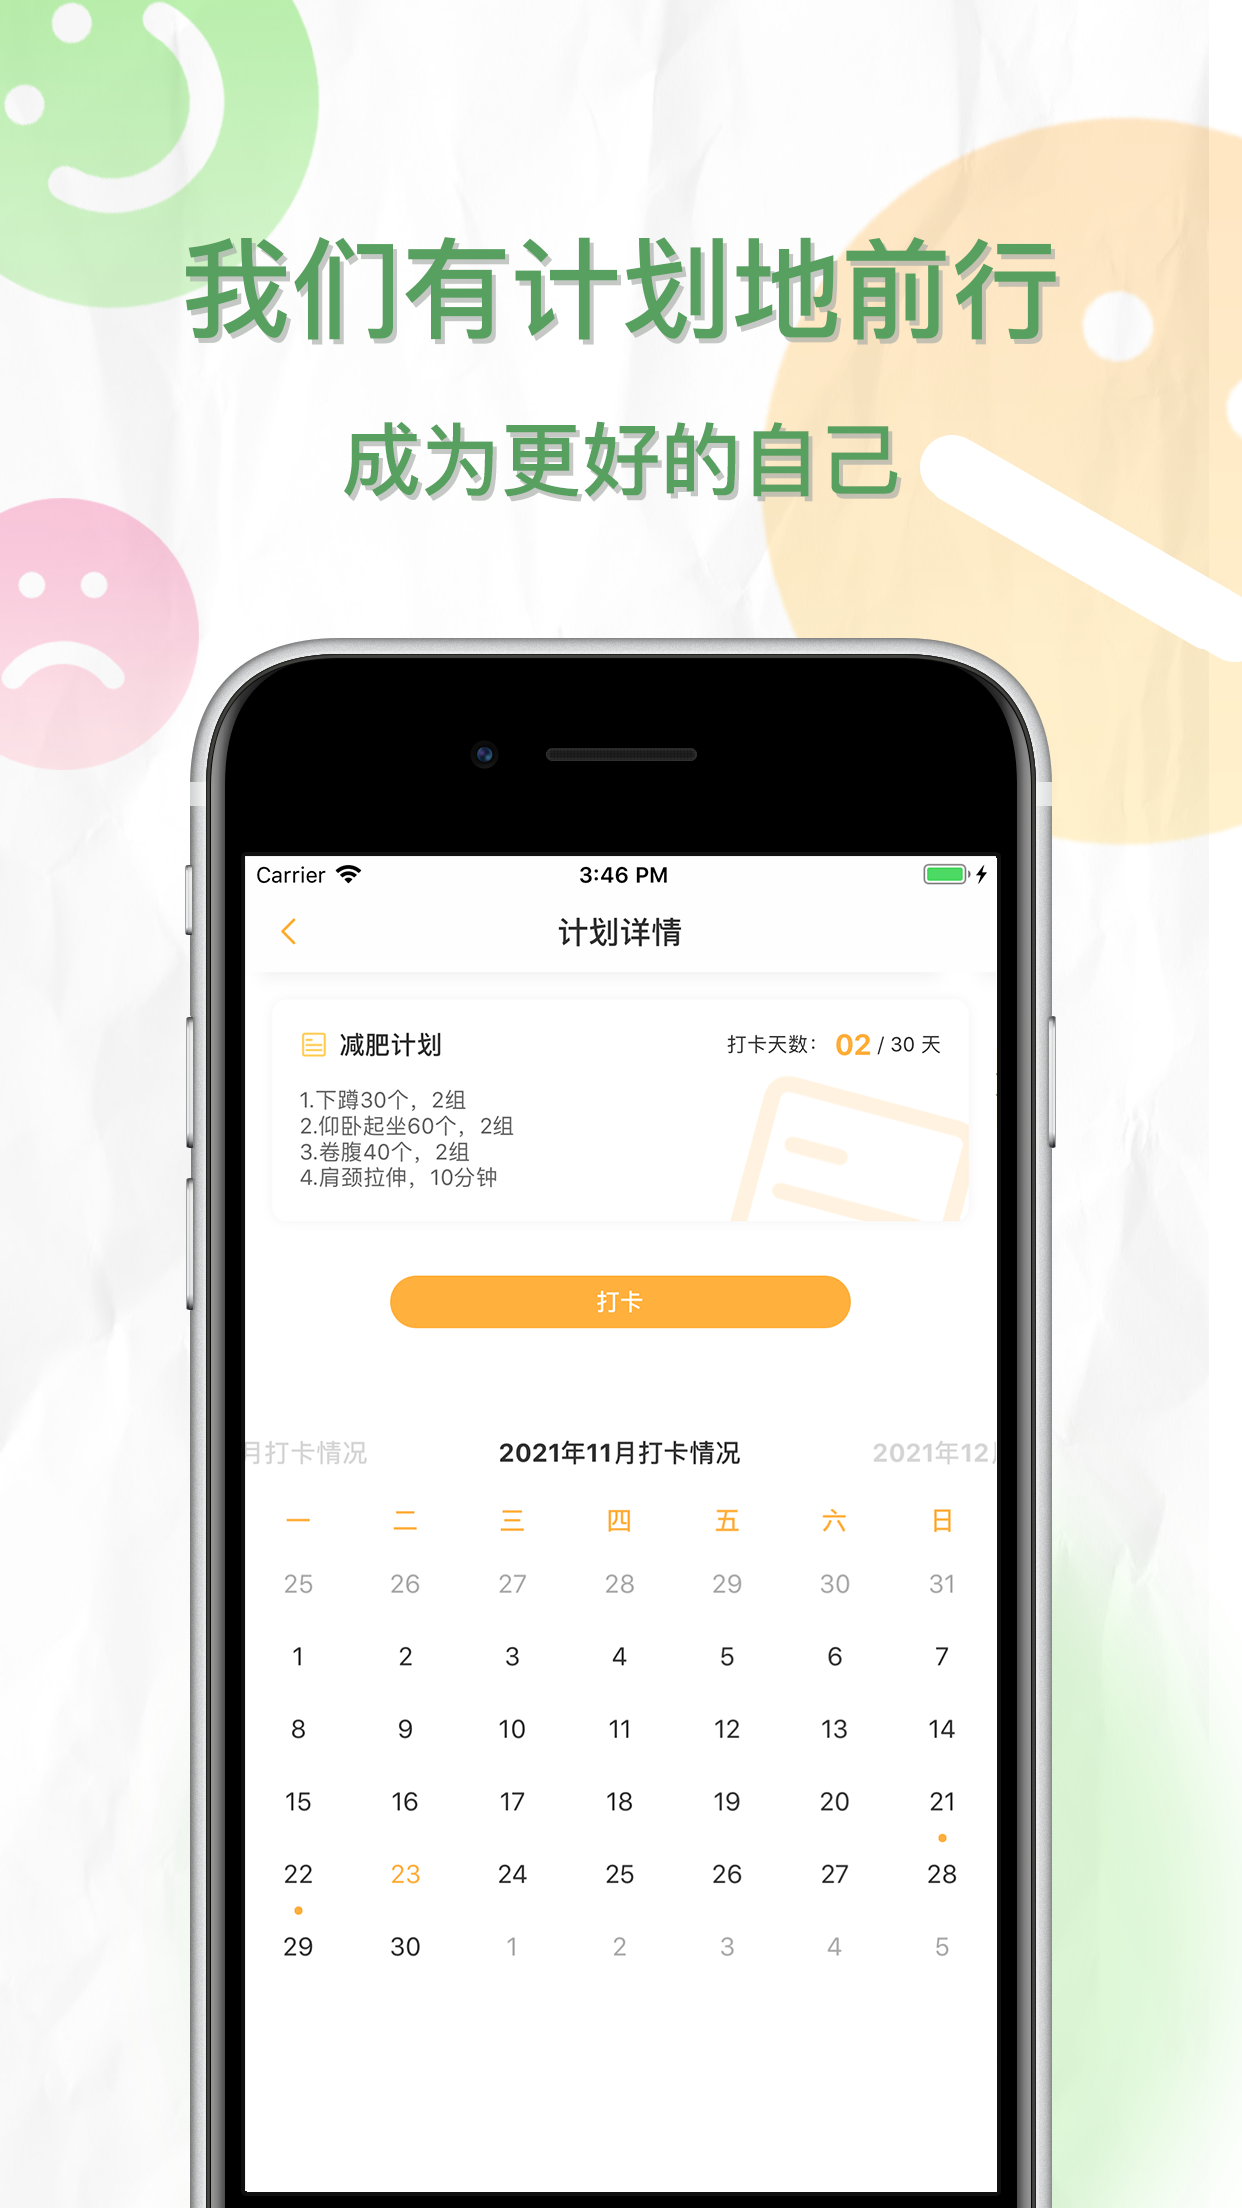 我们有计划地前行
成为更好的自己
Carrier 3:46 PM
计划详情
减肥计划 打卡天数： 02 / 30 天
1.下蹲30个，2组
2.仰卧起坐60个，2组
3.卷腹40个，2组
4.肩颈拉伸，10分钟
打卡
月打卡情况 2021年11月打卡情况 2021年12月
一 二 三 四 五 六 日
25 26 27 28 29 30 31
1 2 3 4 5 6 7
8 9 10 11 12 13 14
15 16 17 18 19 20 21
22 23 24 25 26 27 28
29 30 1 2 3 4 5